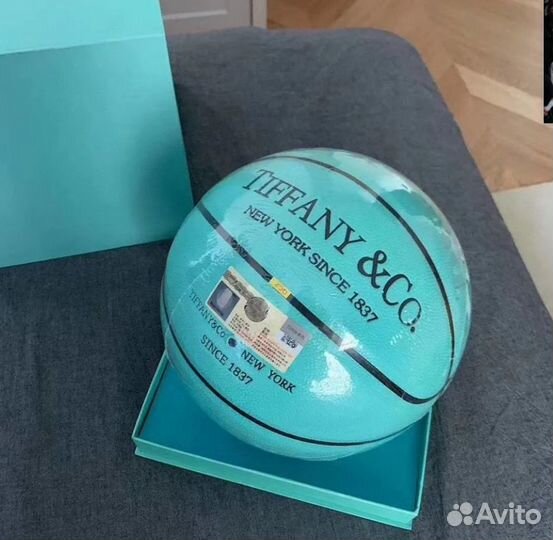 TIFFANY & CO.
NEW YORK SINCE 1837
TIFFANY&Co
NEW YORK
SINCE 1837
Avito